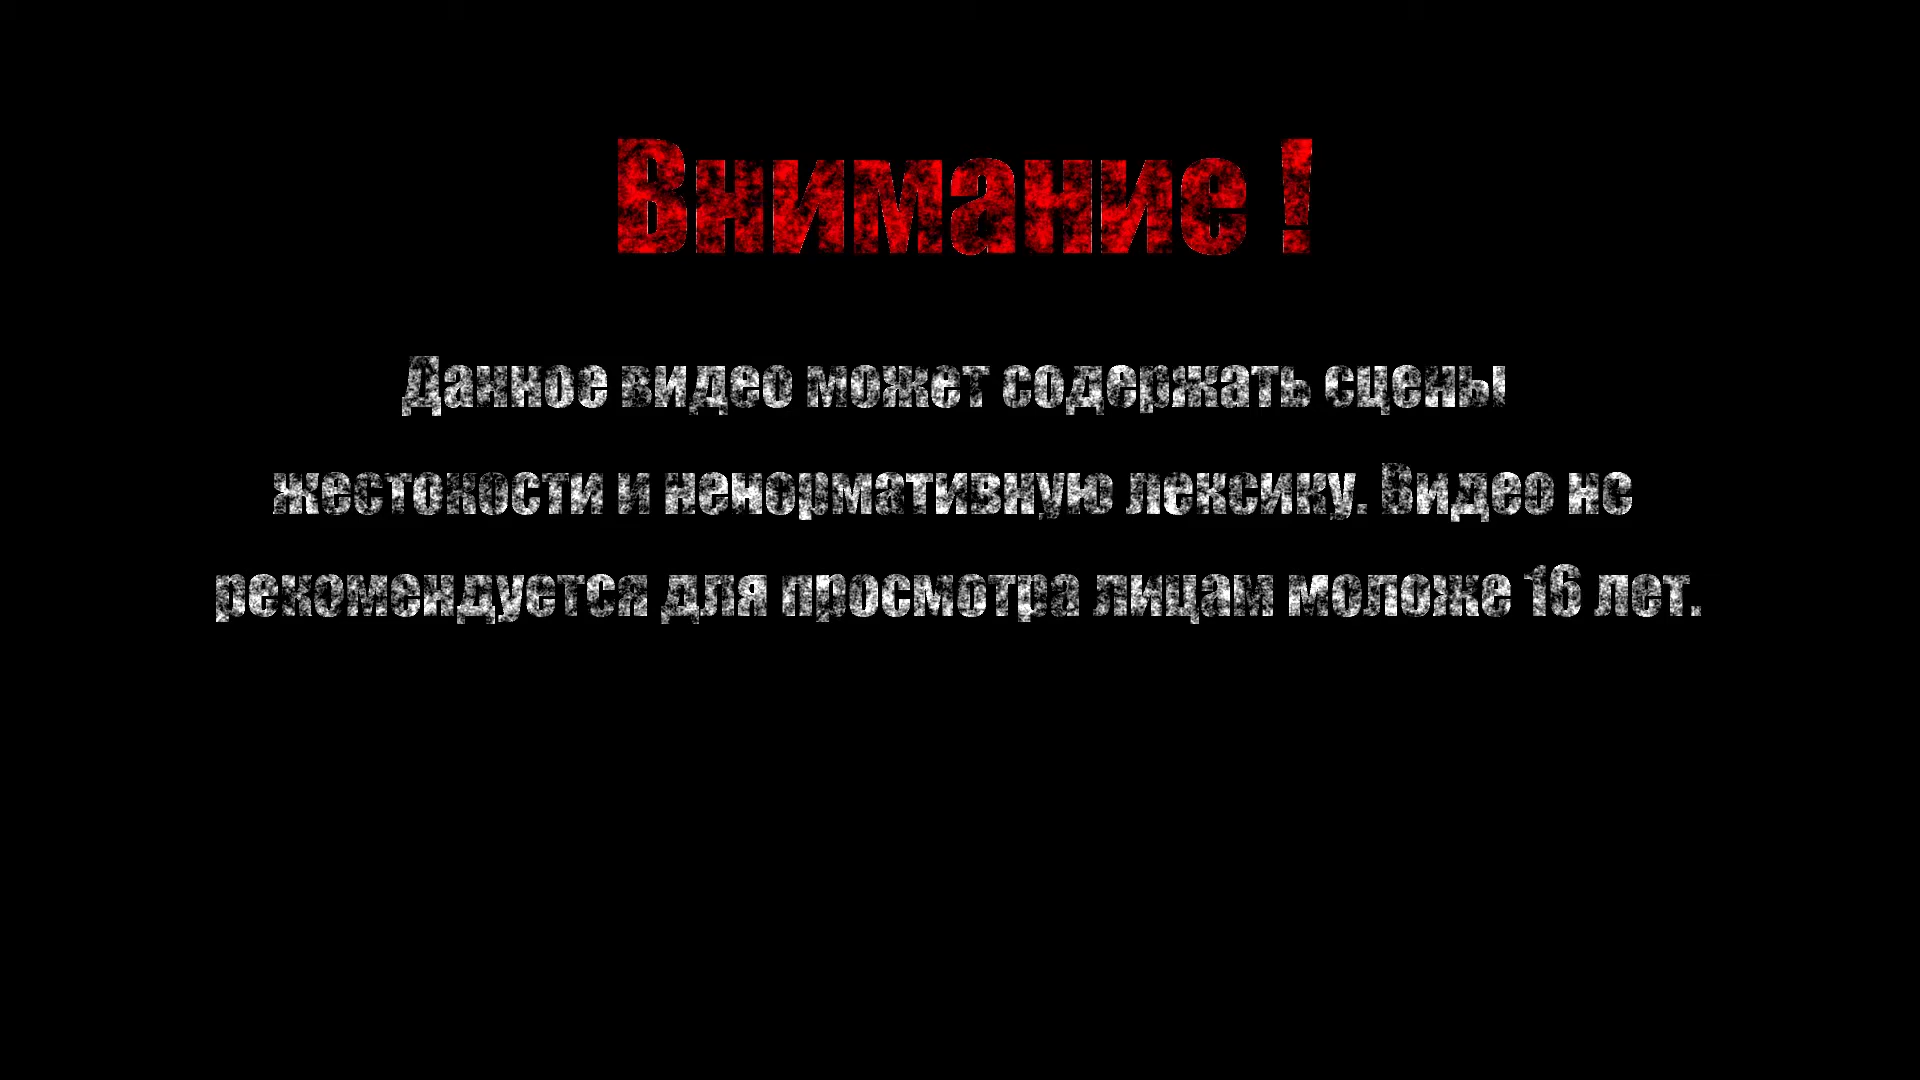 Внимание !
Данное видео может содержать сцены
жестокости и ненормативную лексику. Видео не
рекомендуется для просмотра лицам моложе 16 лет.